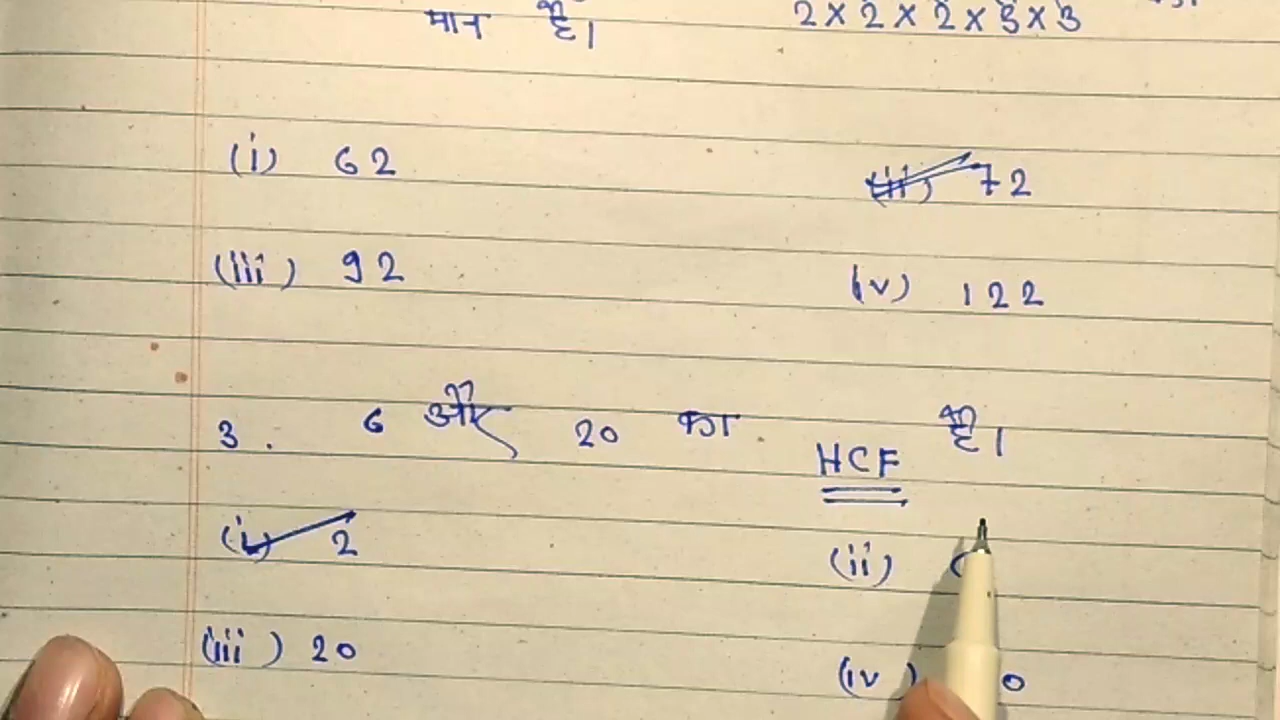 मान है। 2 × 2 × 2 × 3 × 3
(i) 62 (ii) 72
(iii) 92 (iv) 122
3. 6 और 20 का HCF है।
(i) 2 (ii)
(iii) 20 (iv)